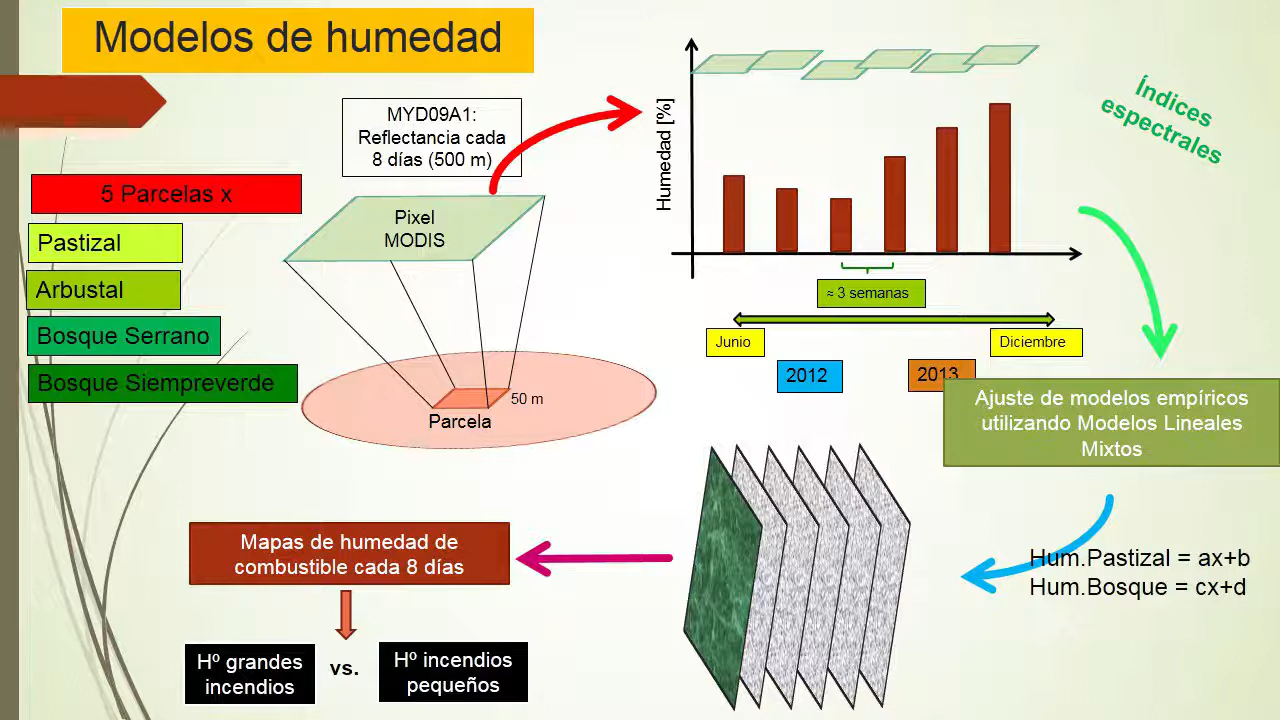 Modelos de humedad
MYD09A1:
Reflectancia cada
8 días (500 m)
5 Parcelas x
Pastizal
Arbustal
Bosque Serrano
Bosque Siempreverde
Pixel
MODIS
50 m
Parcela
Humedad [%]
Índices
espectrales
≈ 3 semanas
Junio
Diciembre
2012
2013
Ajuste de modelos empíricos
utilizando Modelos Lineales
Mixtos
Hum.Pastizal = ax+b
Hum.Bosque = cx+d
Mapas de humedad de
combustible cada 8 días
Hº grandes
incendios
vs.
Hº incendios
pequeños